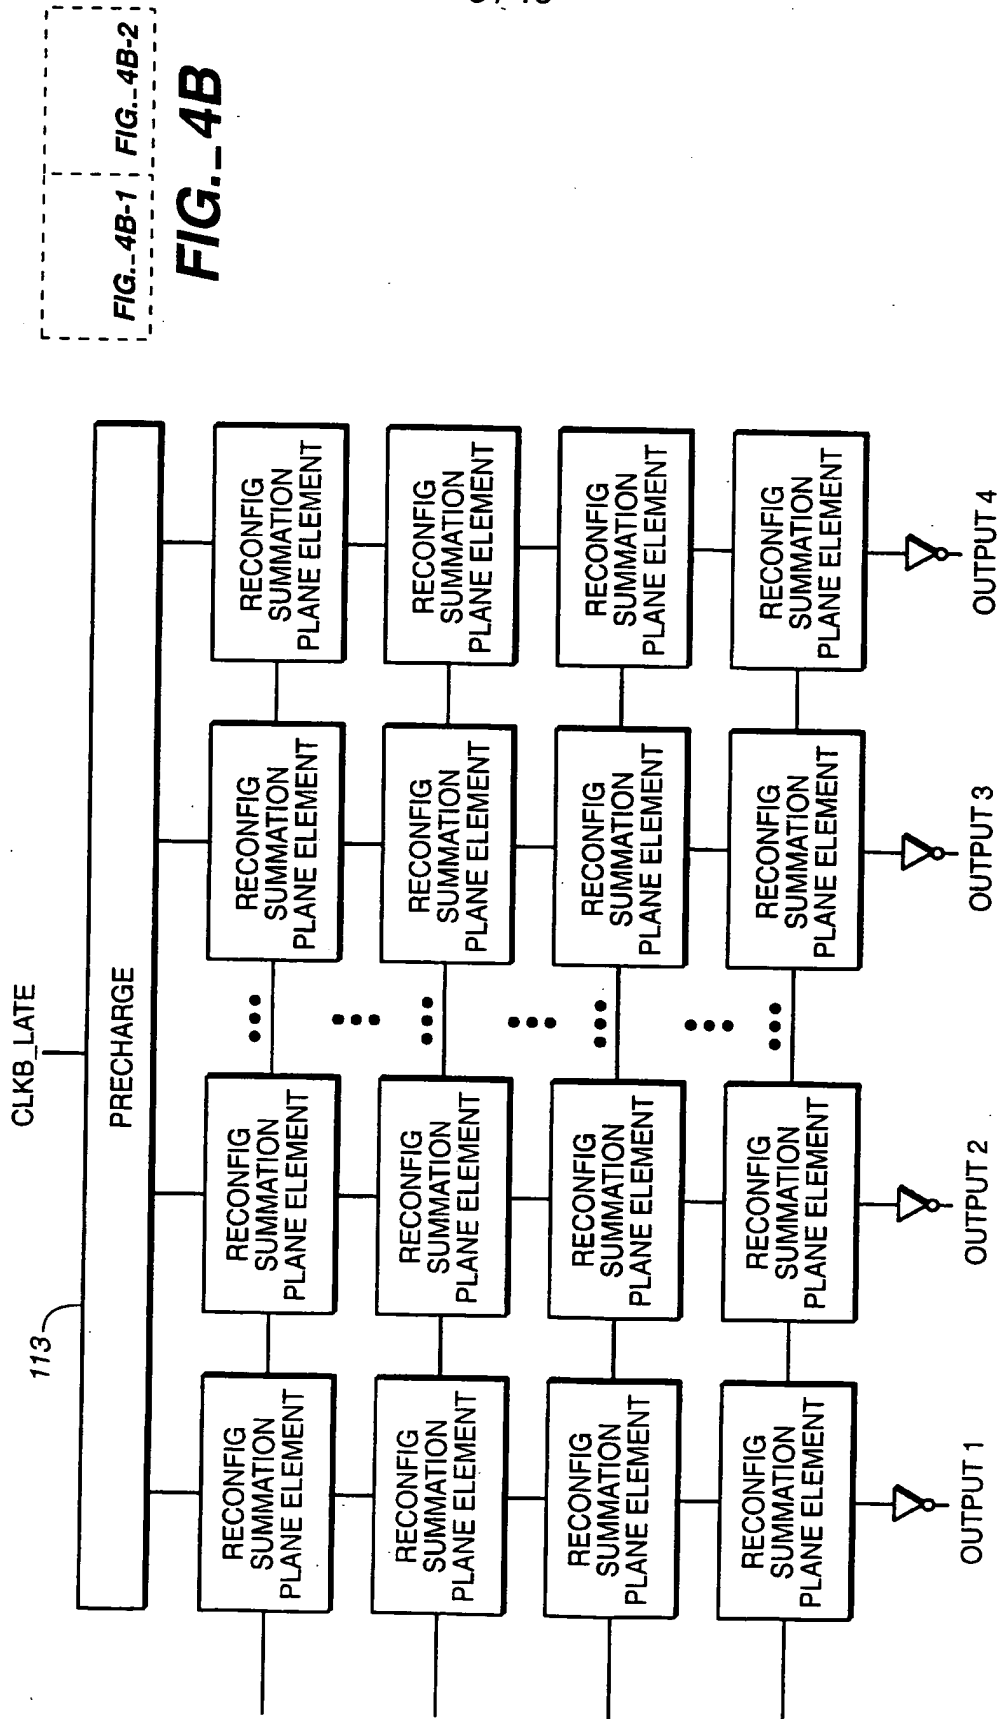 CLKB_LATE
113
PRECHARGE
RECONFIG
SUMMATION
PLANE ELEMENT
RECONFIG
SUMMATION
PLANE ELEMENT
RECONFIG
SUMMATION
PLANE ELEMENT
RECONFIG
SUMMATION
PLANE ELEMENT
RECONFIG
SUMMATION
PLANE ELEMENT
RECONFIG
SUMMATION
PLANE ELEMENT
RECONFIG
SUMMATION
PLANE ELEMENT
RECONFIG
SUMMATION
PLANE ELEMENT
RECONFIG
SUMMATION
PLANE ELEMENT
RECONFIG
SUMMATION
PLANE ELEMENT
RECONFIG
SUMMATION
PLANE ELEMENT
RECONFIG
SUMMATION
PLANE ELEMENT
RECONFIG
SUMMATION
PLANE ELEMENT
RECONFIG
SUMMATION
PLANE ELEMENT
RECONFIG
SUMMATION
PLANE ELEMENT
RECONFIG
SUMMATION
PLANE ELEMENT
OUTPUT 1
OUTPUT 2
OUTPUT 3
OUTPUT 4
FIG._4B-1
FIG._4B-2
FIG._4B